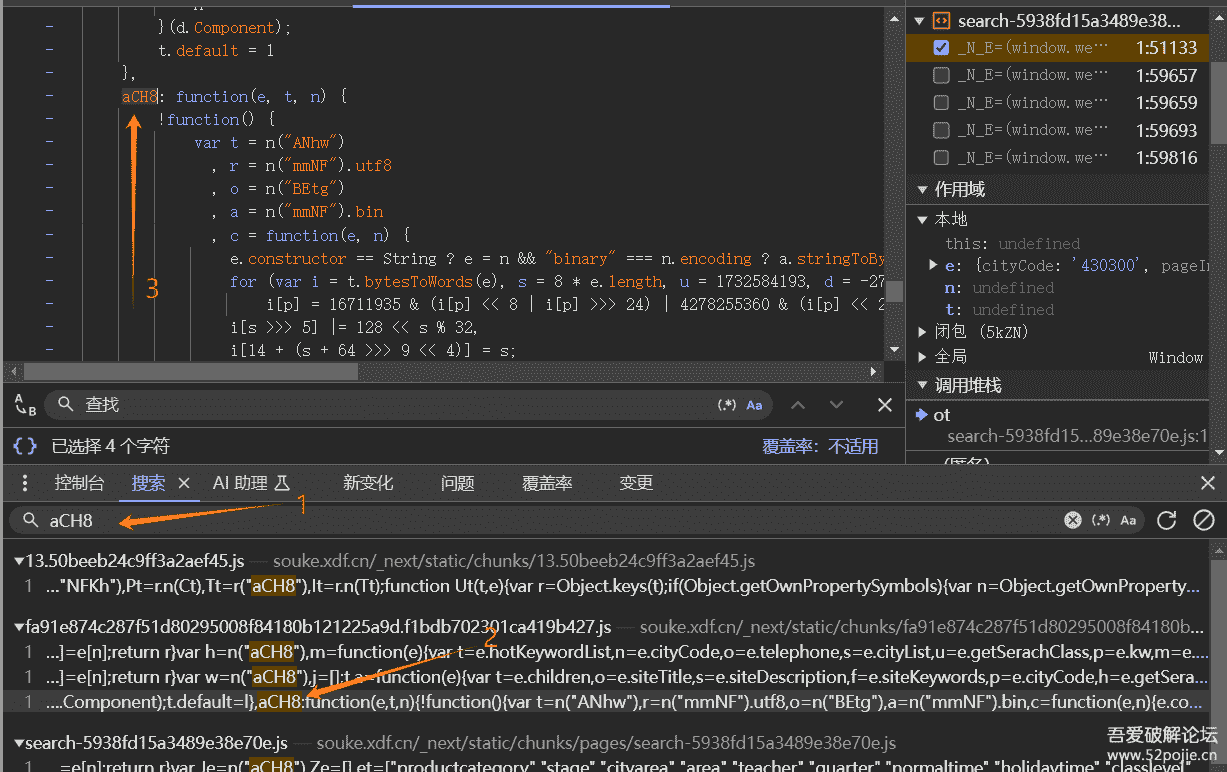 }(d.Component);
t.default = 1
},
aCH8: function(e, t, n) {
!function() {
var t = n("ANhw")
, r = n("mmNF").utf8
, o = n("BEtg")
, a = n("mmNF").bin
, c = function(e, n) {
e.constructor == String ? e = n && "binary" === n.encoding ? a.stringToBy
for (var i = t.bytesToWords(e), s = 8 * e.length, u = 1732584193, d = -27
i[p] = 16711935 & (i[p] << 8 | i[p] >>> 24) | 4278255360 & (i[p] << 2
i[s >>> 5] |= 128 << s % 32,
i[14 + (s + 64 >>> 9 << 4)] = s;
3
查找
(.*) Aa
{} 已选择 4 个字符
覆盖率：不适用
search-5938fd15a3489e38...
_N_E=(window.we… 1:51133
_N_E=(window.we… 1:59657
_N_E=(window.we… 1:59659
_N_E=(window.we… 1:59693
_N_E=(window.we… 1:59816
作用域
本地
this: undefined
e: {cityCode: '430300', pageIn
n: undefined
t: undefined
闭包 (5kZN)
全局 Window
调用堆栈
ot
search-5938fd15...89e38e70e.js:1
控制台 搜索 AI 助理 新变化 问题 覆盖率 变更
1
aCH8
(.*) Aa
13.50beeb24c9ff3a2aef45.js — souke.xdf.cn/_next/static/chunks/13.50beeb24c9ff3a2aef45.js
1 ..."NFKh"),Pt=r.n(Ct),Tt=r("aCH8"),It=r.n(Tt);function Ut(t,e){var r=Object.keys(t);if(Object.getOwnPropertySymbols){var n=Object.getOwnProperty...
2
fa91e874c287f51d80295008f84180b121225a9d.f1bdb702301ca419b427.js — souke.xdf.cn/_next/static/chunks/fa91e874c287f51d80295008f84180b...
1 ...]=e[n];return r}var h=n("aCH8"),m=function(e){var t=e.hotKeywordList,n=e.cityCode,o=e.telephone,s=e.cityList,u=e.getSerachClass,p=e.kw,m=e....
1 ...]=e[n];return r}var w=n("aCH8"),j=[];t.a=function(e){var t=e.children,o=e.siteTitle,s=e.siteDescription,f=e.siteKeywords,p=e.cityCode,h=e.getSera...
1 ....Component);t.default=l},aCH8:function(e,t,n){!function(){var t=n("ANhw"),r=n("mmNF").utf8,o=n("BEtg"),a=n("mmNF").bin,c=function(e,n){e.co...
search-5938fd15a3489e38e70e.js — souke.xdf.cn/_next/static/chunks/pages/search-5938fd15a3489e38e70e.js
吾爱破解论坛
www.52pojie.cn